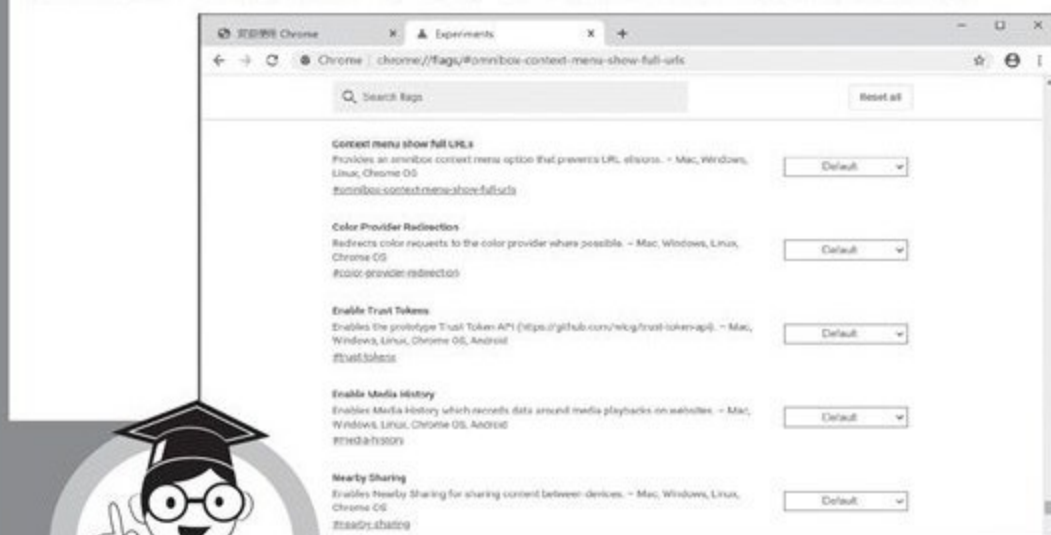 欢迎使用 Chrome
Experiments
Chrome | chrome://flags/#omnibox-context-menu-show-full-urls
Search flags
Reset all
Context menu show full URLs
Provides an omnibox context menu option that prevents URL elisions. – Mac, Windows,
Linux, Chrome OS
#omnibox-context-menu-show-full-urls
Default
Color Provider Redirection
Redirects color requests to the color provider where possible. – Mac, Windows, Linux,
Chrome OS
#color-provider-redirection
Default
Enable Trust Tokens
Enables the prototype Trust Token API (https://github.com/wicg/trust-token-api). – Mac,
Windows, Linux, Chrome OS, Android
#trust-tokens
Default
Enable Media History
Enables Media History which records data around media playbacks on websites. – Mac,
Windows, Linux, Chrome OS, Android
#media-history
Default
Nearby Sharing
Enables Nearby Sharing for sharing content between devices. – Mac, Windows, Linux,
Chrome OS
#nearby-sharing
Default